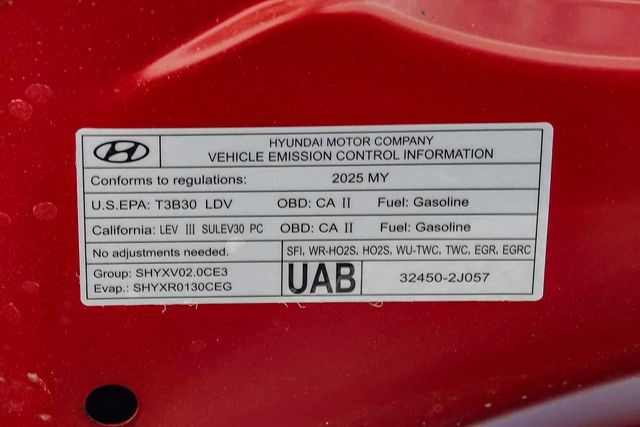 HYUNDAI MOTOR COMPANY
VEHICLE EMISSION CONTROL INFORMATION
Conforms to regulations: 2025 MY
U.S.EPA: T3B30 LDV OBD: CA II Fuel: Gasoline
California: LEV III SULEV30 PC OBD: CA II Fuel: Gasoline
No adjustments needed. SFI, WR-HO2S, HO2S, WU-TWC, TWC, EGR, EGRC
Group: SHYXV02.0CE3
Evap.: SHYXR0130CEG
UAB 32450-2J057